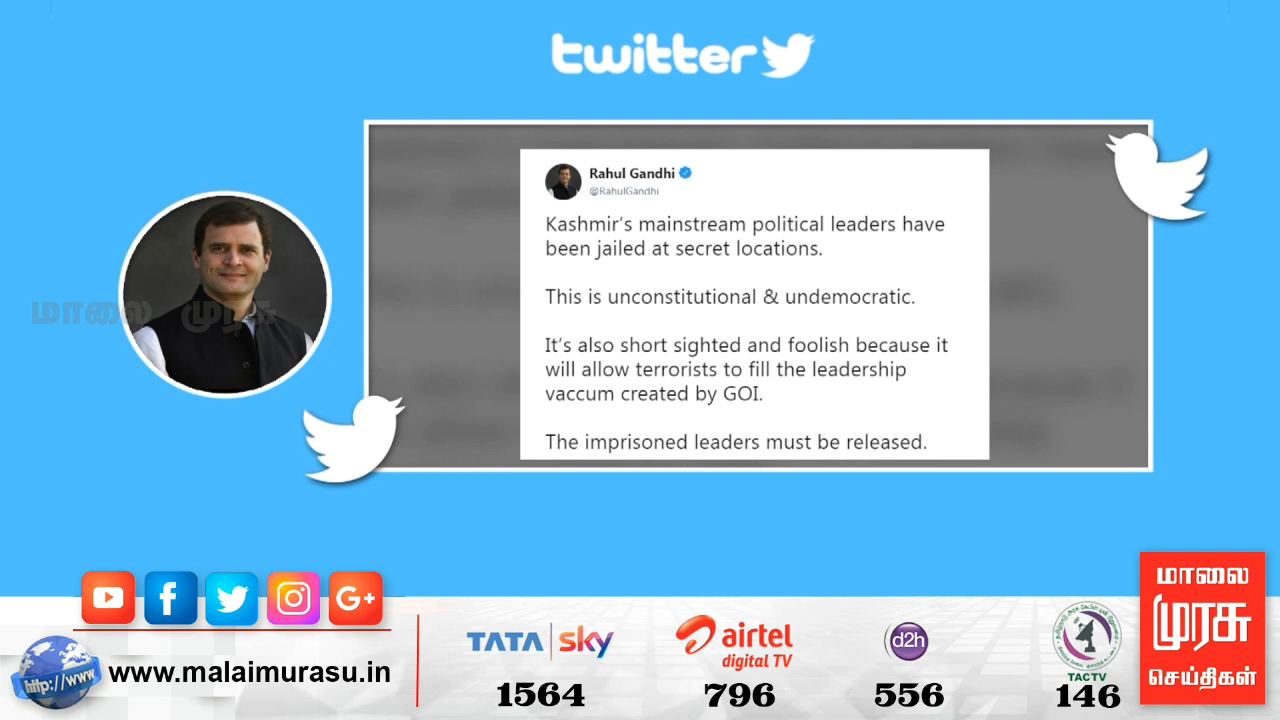 twitter
Rahul Gandhi
@RahulGandhi
Kashmir's mainstream political leaders have
been jailed at secret locations.
This is unconstitutional & undemocratic.
It's also short sighted and foolish because it
will allow terrorists to fill the leadership
vaccum created by GOI.
The imprisoned leaders must be released.
மாலை முரசு
G+
http://www
www.malaimurasu.in
TATA sky
1564
airtel
digital TV
796
d2h
556
TACTV
146
மாலை
முரசு
செய்திகள்